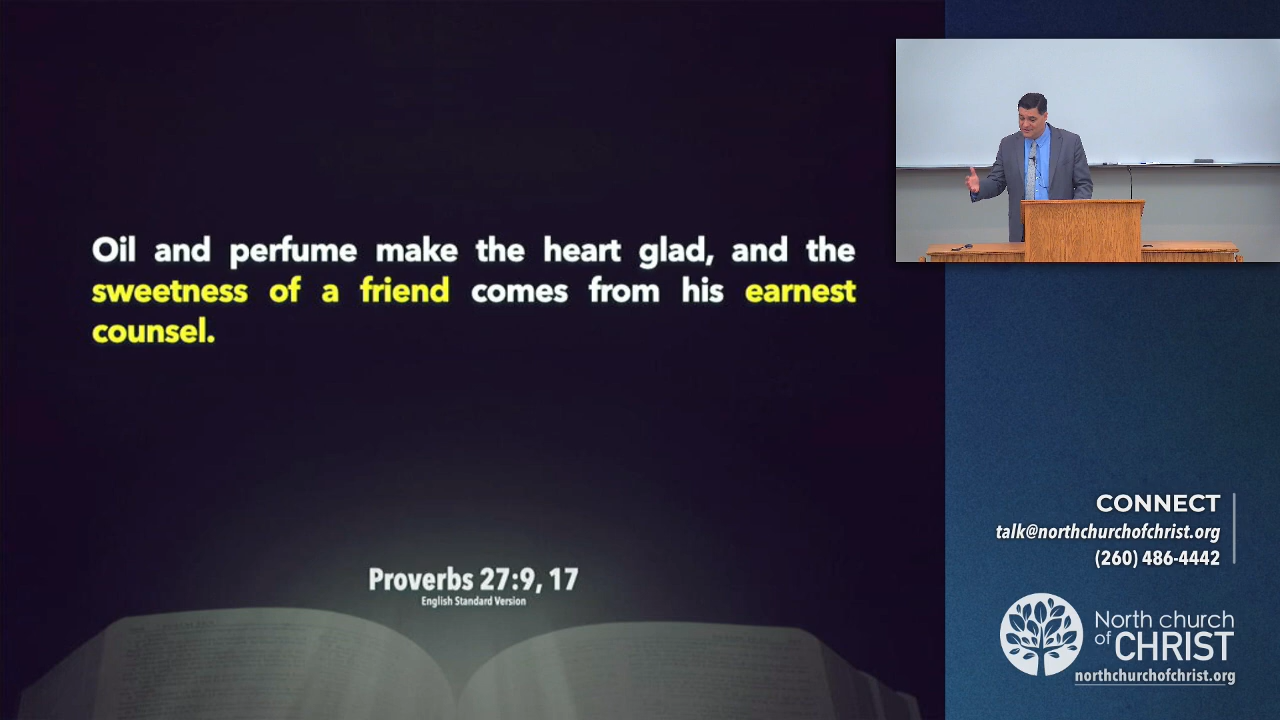 Oil and perfume make the heart glad, and the
sweetness of a friend comes from his earnest
counsel.
Proverbs 27:9, 17
English Standard Version
CONNECT
talk@northchurchofchrist.org
(260) 486-4442
North church
of CHRIST
northchurchofchrist.org